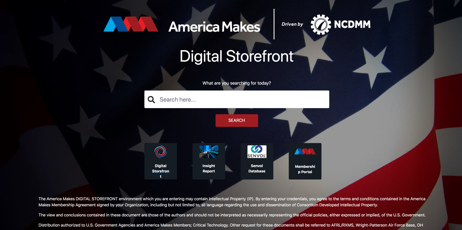 America Makes
Driven by
NCDMM
Digital Storefront
What are you searching for today?
Search here...
SEARCH
Digital
Storefron
t
Insight
Report
SENVOL
Senvol
Database
Membershi
p Portal
The America Makes DIGITAL STOREFRONT environment which you are entering may contain Intellectual Property (IP). By entering your credentials, you agree to the terms and conditions contained in the America
Makes Membership Agreement signed by your Organization, including but not limited to, all language regarding the use and dissemination of Consortium Developed Intellectual Property.
The view and conclusions contained in these document are those of the authors and should not be interpreted as necessarily representing the official policies, either expressed or implied, of the U.S. Government.
Distribution authorized to U.S. Government Agencies and America Makes Members; Critical Technology. Other request for these documents shall be referred to AFRL/RXMS, Wright-Patterson Air Force Base, OH